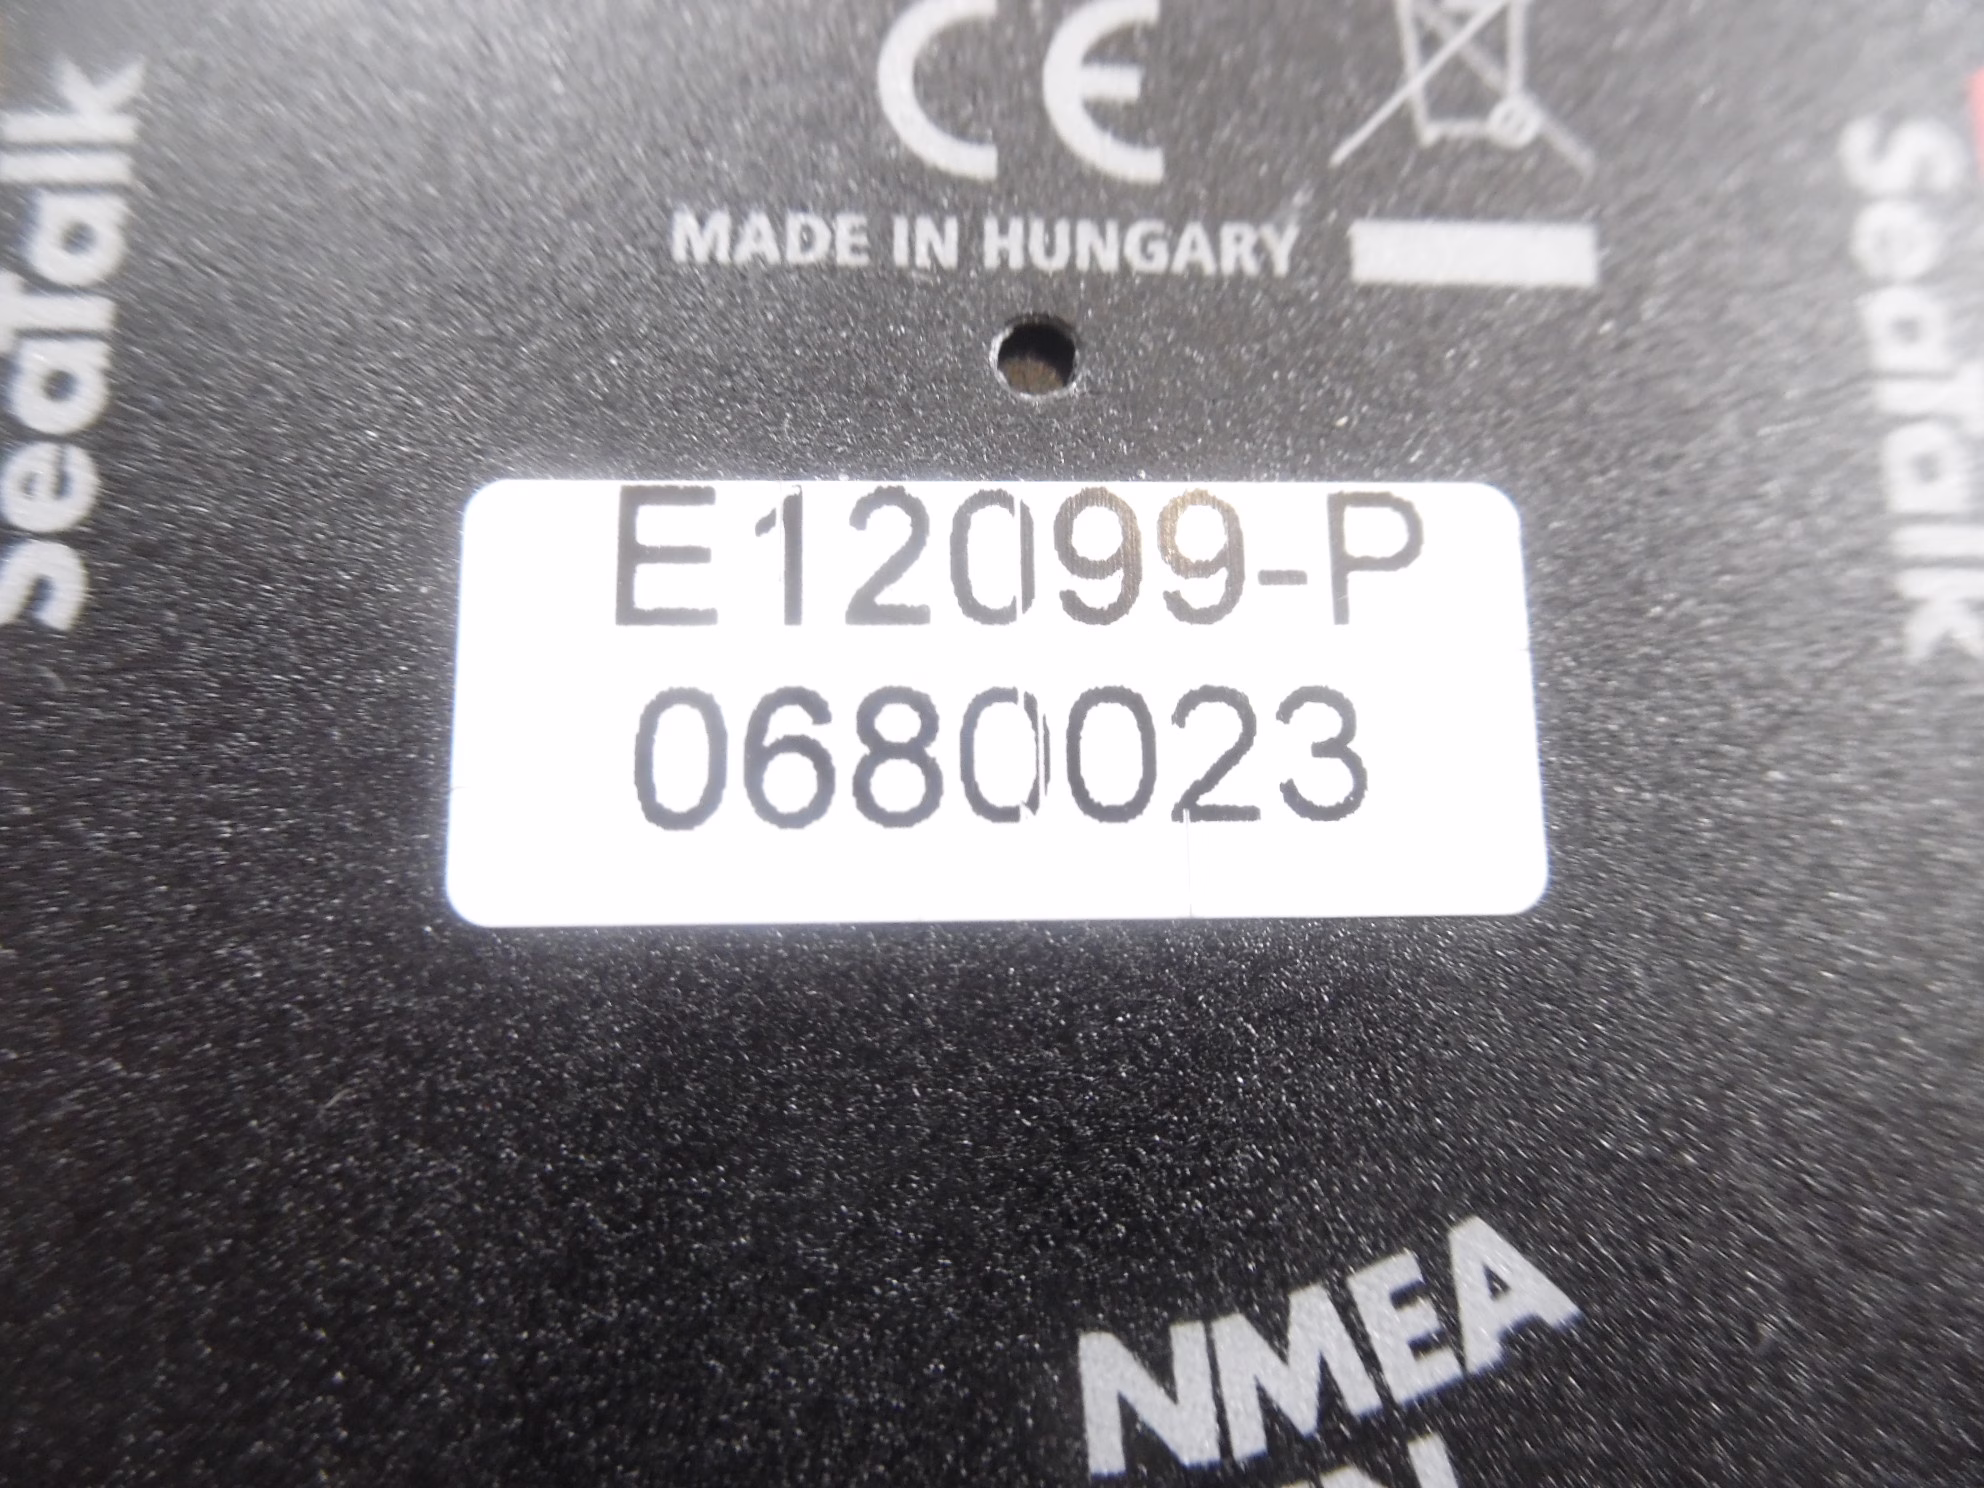 CE
MADE IN HUNGARY
Seatalk
Seatalk
E12099-P
0680023
NMEA